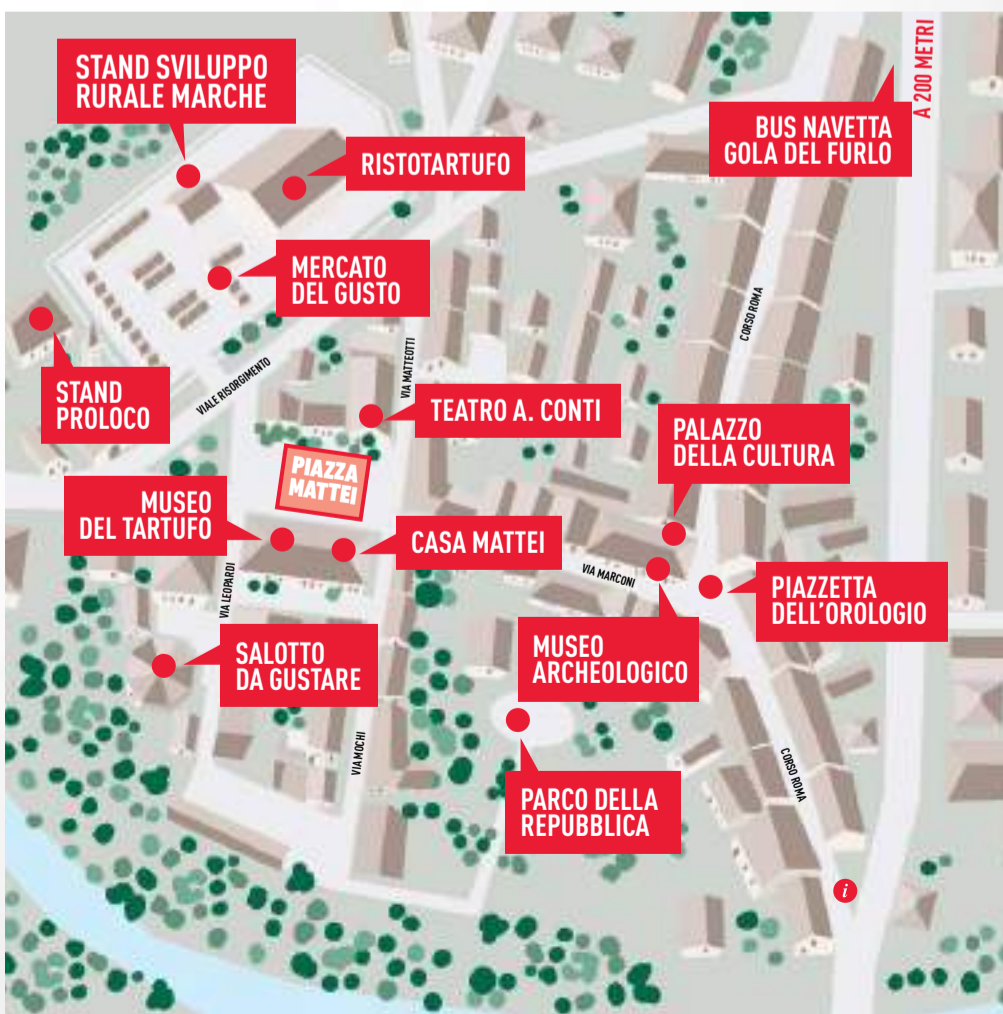 STAND SVILUPPO
RURALE MARCHE
A 200 METRI
BUS NAVETTA
GOLA DEL FURLO
RISTOTARTUFO
MERCATO
DEL GUSTO
CORSO ROMA
STAND
PROLOCO
VIALE RISORGIMENTO
VIA MATTEOTTI
TEATRO A. CONTI
PALAZZO
DELLA CULTURA
PIAZZA
MATTEI
MUSEO
DEL TARTUFO
CASA MATTEI
VIA MARCONI
VIA LEOPARDI
PIAZZETTA
DELL'OROLOGIO
SALOTTO
DA GUSTARE
MUSEO
ARCHEOLOGICO
VIA MOCHI
CORSO ROMA
PARCO DELLA
REPUBBLICA
i